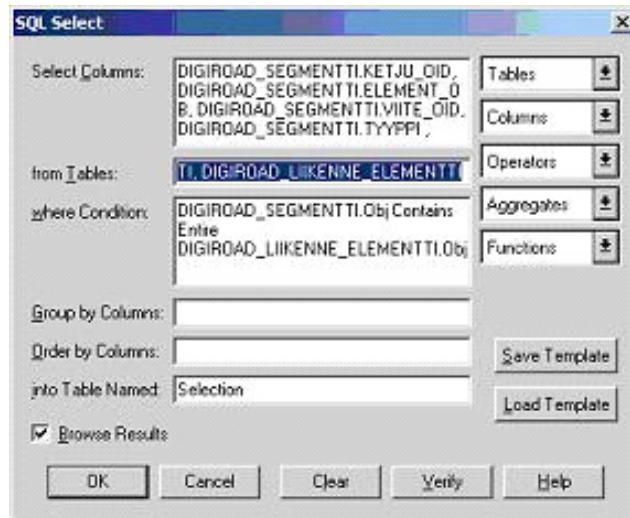 SQL Select
Select Columns:
DIGIROAD_SEGMENTTI.KETJU_OID,
DIGIROAD_SEGMENTTI.ELEMENT_O
B, DIGIROAD_SEGMENTTI.VIITE_OID,
DIGIROAD_SEGMENTTI.TYYPPI ,
Tables
Columns
from Tables:
TI, DIGIROAD_LIIKENNE_ELEMENTTI
Operators
where Condition:
DIGIROAD_SEGMENTTI.Obj Contains
Entire
DIGIROAD_LIIKENNE_ELEMENTTI.Obj
Aggregates
Functions
Group by Columns:
Order by Columns:
Save Template
into Table Named:
Selection
Load Template
Browse Results
OK
Cancel
Clear
Verify
Help